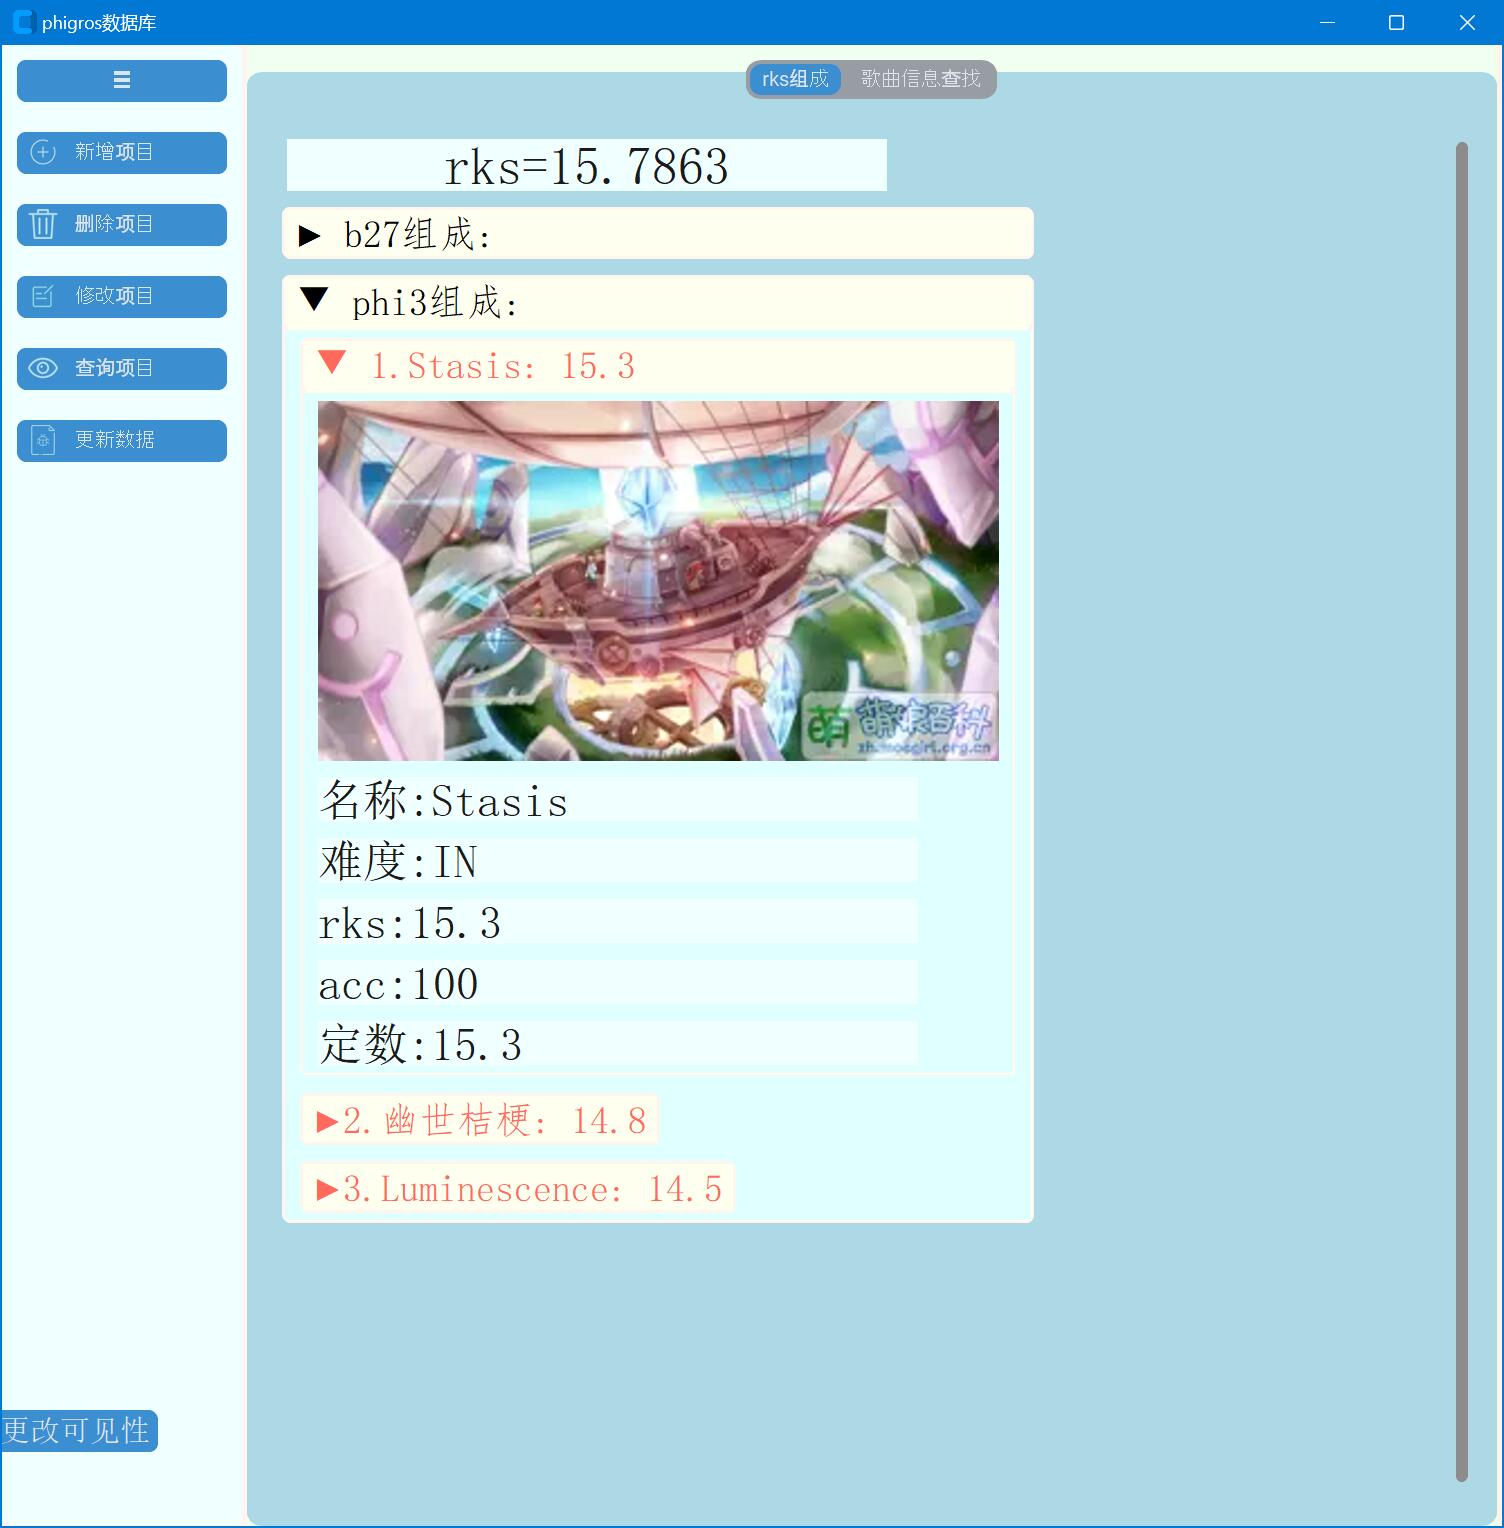 phigros数据库
☰
rks组成
歌曲信息查找
新增项目
删除项目
修改项目
查询项目
更新数据
更改可见性
rks=15.7863
▶ b27组成:
▼ phi3组成:
▼ 1.Stasis: 15.3
萌 萌娘百科
zh.moegirl.org.cn
名称:Stasis
难度:IN
rks:15.3
acc:100
定数:15.3
▶2.幽世桔梗: 14.8
▶3.Luminescence: 14.5